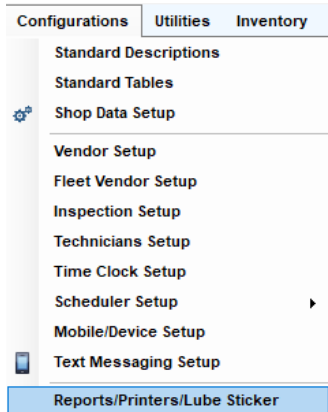 Configurations Utilities Inventory
Standard Descriptions
Standard Tables
Shop Data Setup
Vendor Setup
Fleet Vendor Setup
Inspection Setup
Technicians Setup
Time Clock Setup
Scheduler Setup
Mobile/Device Setup
Text Messaging Setup
Reports/Printers/Lube Sticker